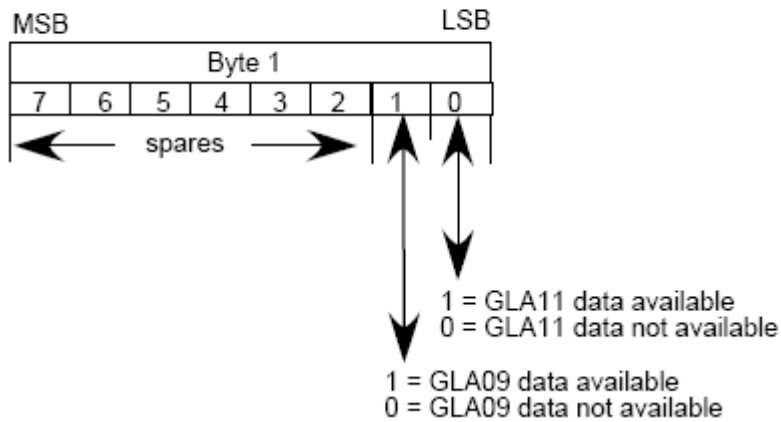 MSB LSB
Byte 1
7 6 5 4 3 2 1 0
spares
1 = GLA11 data available
0 = GLA11 data not available
1 = GLA09 data available
0 = GLA09 data not available